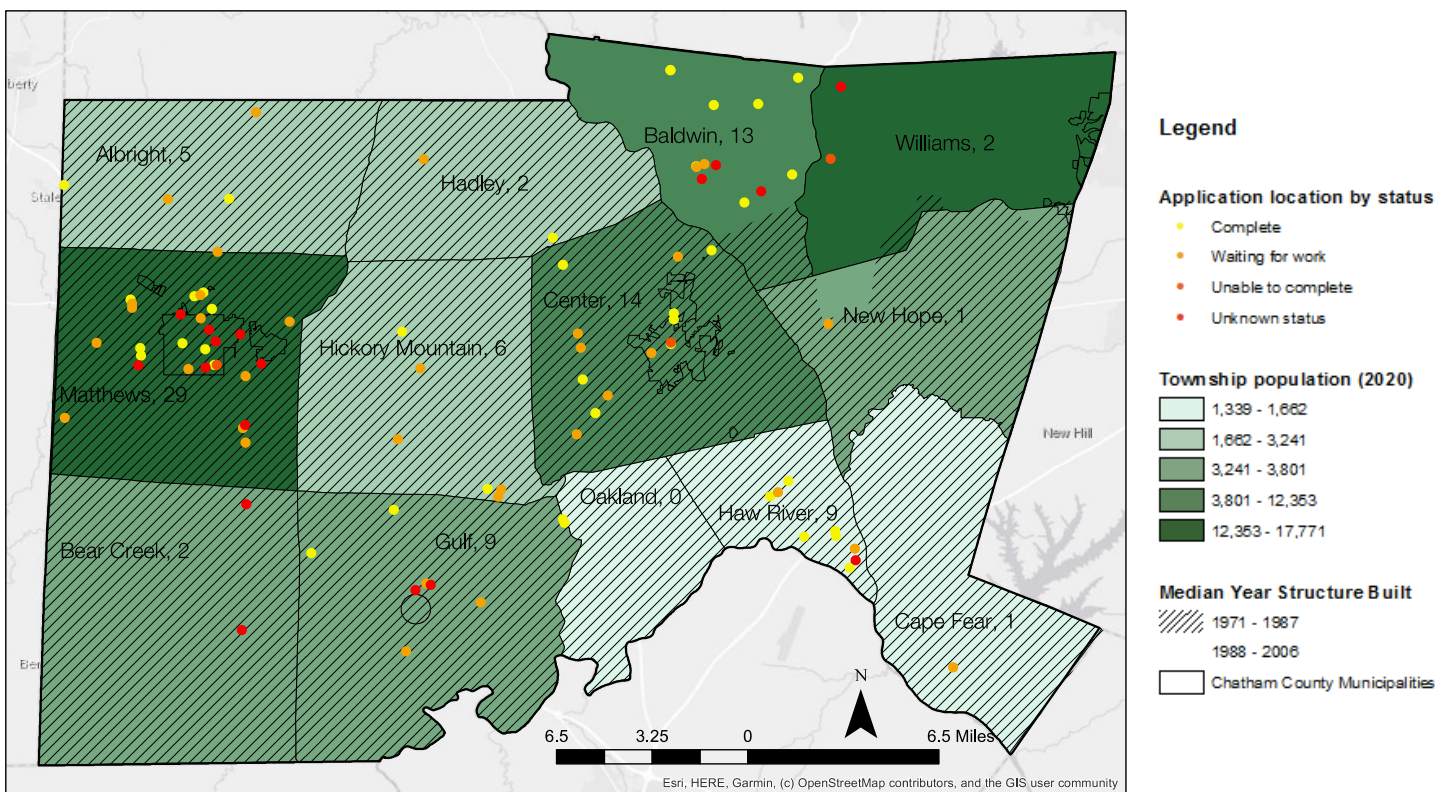 berty
Stale
Albright, 5
Hadley, 2
Baldwin, 13
Williams, 2
Center, 14
New Hope, 1
Hickory Mountain, 6
Matthews, 29
New Hill
Oakland, 0
Haw River, 9
Bear Creek, 2
Gulf, 9
Cape Fear, 1
Ben
N
6.5 3.25 0 6.5 Miles
Esri, HERE, Garmin, (c) OpenStreetMap contributors, and the GIS user community
Legend
Application location by status
Complete
Waiting for work
Unable to complete
Unknown status
Township population (2020)
1,339 - 1,662
1,662 - 3,241
3,241 - 3,801
3,801 - 12,353
12,353 - 17,771
Median Year Structure Built
1971 - 1987
1988 - 2006
Chatham County Municipalities